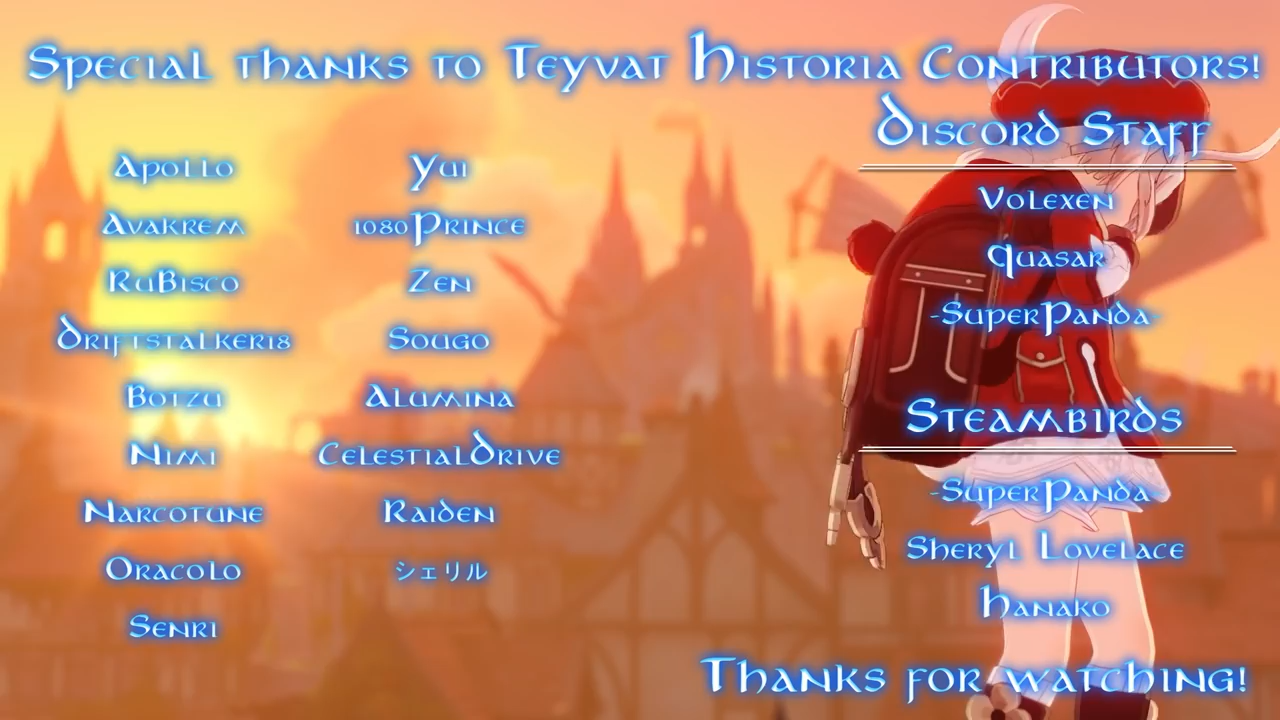 Special thanks to Teyvat Historia Contributors!
Apollo
Avakrem
RuBisco
Driftstalker18
Botzu
Nimi
Narcotune
Oracolo
Senri
Yui
1080Prince
Zen
Sougo
Alumina
CelestialDrive
Raiden
シェリル
Discord Staff
Volexen
Quasar
-SuperPanda-
Steambirds
-SuperPanda-
Sheryl Lovelace
Hanako
Thanks for watching!